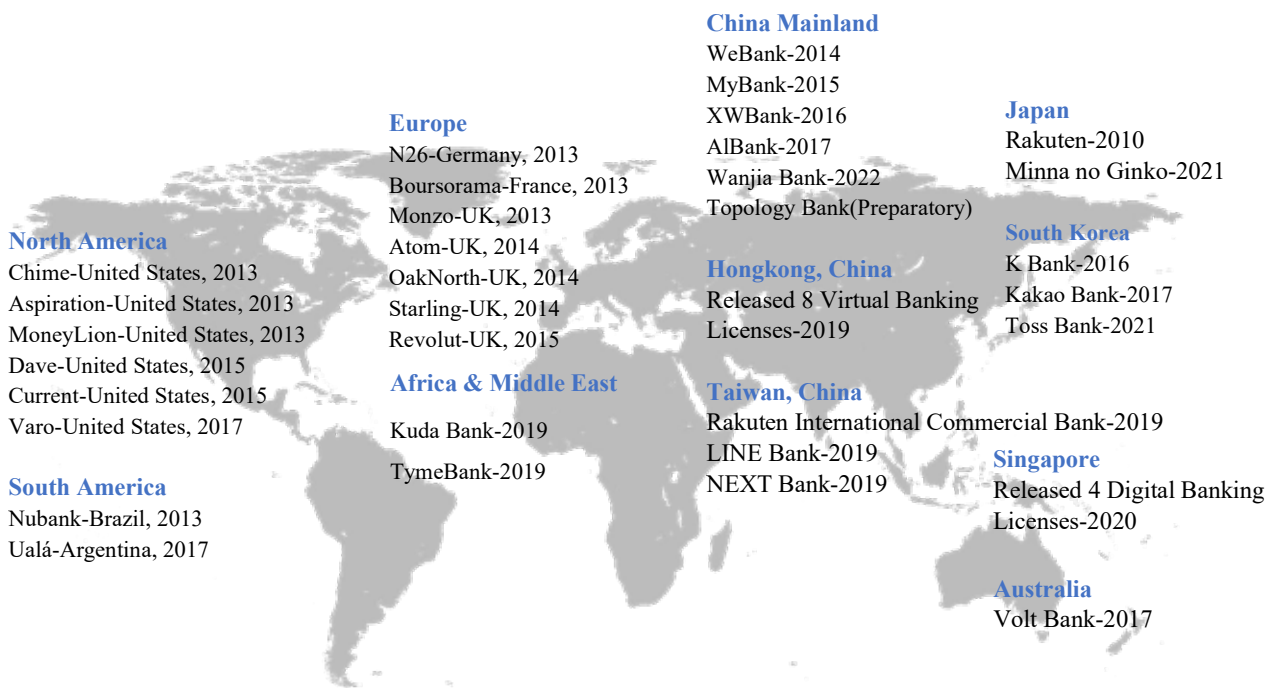 North America
Chime-United States, 2013
Aspiration-United States, 2013
MoneyLion-United States, 2013
Dave-United States, 2015
Current-United States, 2015
Varo-United States, 2017
South America
Nubank-Brazil, 2013
Ualá-Argentina, 2017
Europe
N26-Germany, 2013
Boursorama-France, 2013
Monzo-UK, 2013
Atom-UK, 2014
OakNorth-UK, 2014
Starling-UK, 2014
Revolut-UK, 2015
Africa & Middle East
Kuda Bank-2019
TymeBank-2019
China Mainland
WeBank-2014
MyBank-2015
XWBank-2016
AlBank-2017
Wanjia Bank-2022
Topology Bank(Preparatory)
Hongkong, China
Released 8 Virtual Banking
Licenses-2019
Taiwan, China
Rakuten International Commercial Bank-2019
LINE Bank-2019
NEXT Bank-2019
Japan
Rakuten-2010
Minna no Ginko-2021
South Korea
K Bank-2016
Kakao Bank-2017
Toss Bank-2021
Singapore
Released 4 Digital Banking
Licenses-2020
Australia
Volt Bank-2017